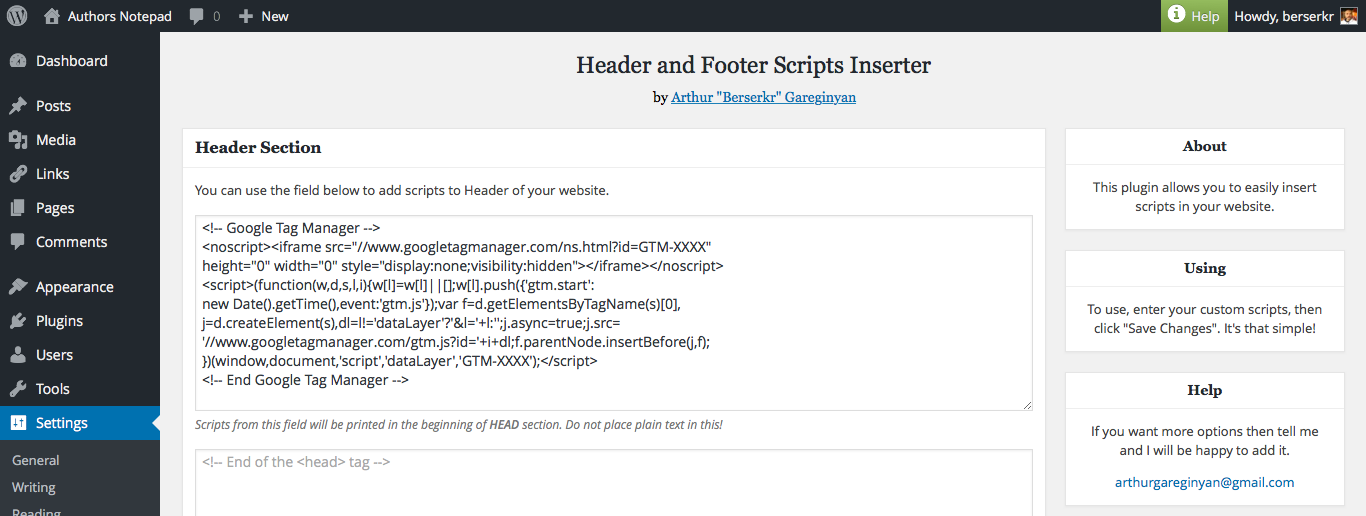 Authors Notepad 0 New Help Howdy, berserkr
Dashboard
Posts
Media
Links
Pages
Comments
Appearance
Plugins
Users
Tools
Settings
General
Writing
Reading
Header and Footer Scripts Inserter
by Arthur "Berserkr" Gareginyan
Header Section
You can use the field below to add scripts to Header of your website.
<!-- Google Tag Manager -->
<noscript><iframe src="//www.googletagmanager.com/ns.html?id=GTM-XXXX"
height="0" width="0" style="display:none;visibility:hidden"></iframe></noscript>
<script>(function(w,d,s,l,i){w[l]=w[l]||[];w[l].push({'gtm.start':
new Date().getTime(),event:'gtm.js'});var f=d.getElementsByTagName(s)[0],
j=d.createElement(s),dl=l!='dataLayer'?'&l='+l:'';j.async=true;j.src=
'//www.googletagmanager.com/gtm.js?id='+i+dl;f.parentNode.insertBefore(j,f);
})(window,document,'script','dataLayer','GTM-XXXX');</script>
<!-- End Google Tag Manager -->
Scripts from this field will be printed in the beginning of HEAD section. Do not place plain text in this!
<!-- End of the <head> tag -->
About
This plugin allows you to easily insert
scripts in your website.
Using
To use, enter your custom scripts, then
click "Save Changes". It's that simple!
Help
If you want more options then tell me
and I will be happy to add it.
arthurgareginyan@gmail.com